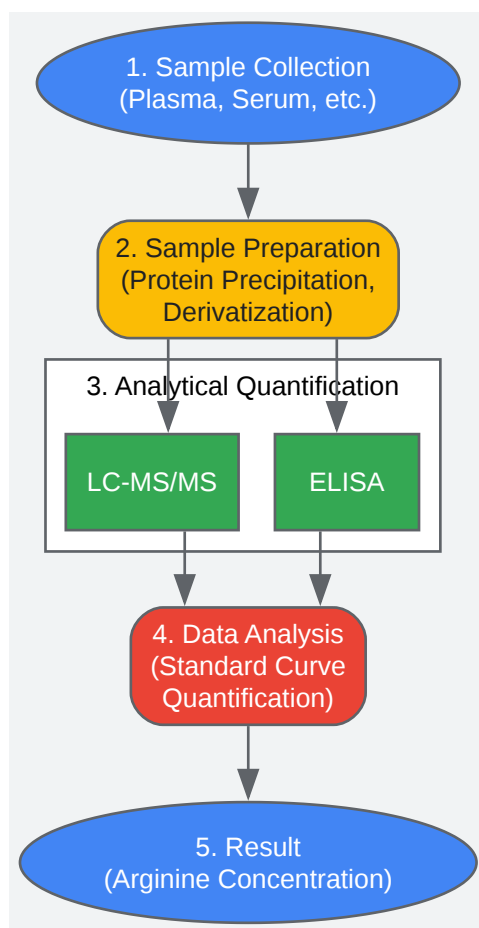 1. Sample Collection
(Plasma, Serum, etc.)
2. Sample Preparation
(Protein Precipitation,
Derivatization)
3. Analytical Quantification
LC-MS/MS
ELISA
4. Data Analysis
(Standard Curve
Quantification)
5. Result
(Arginine Concentration)